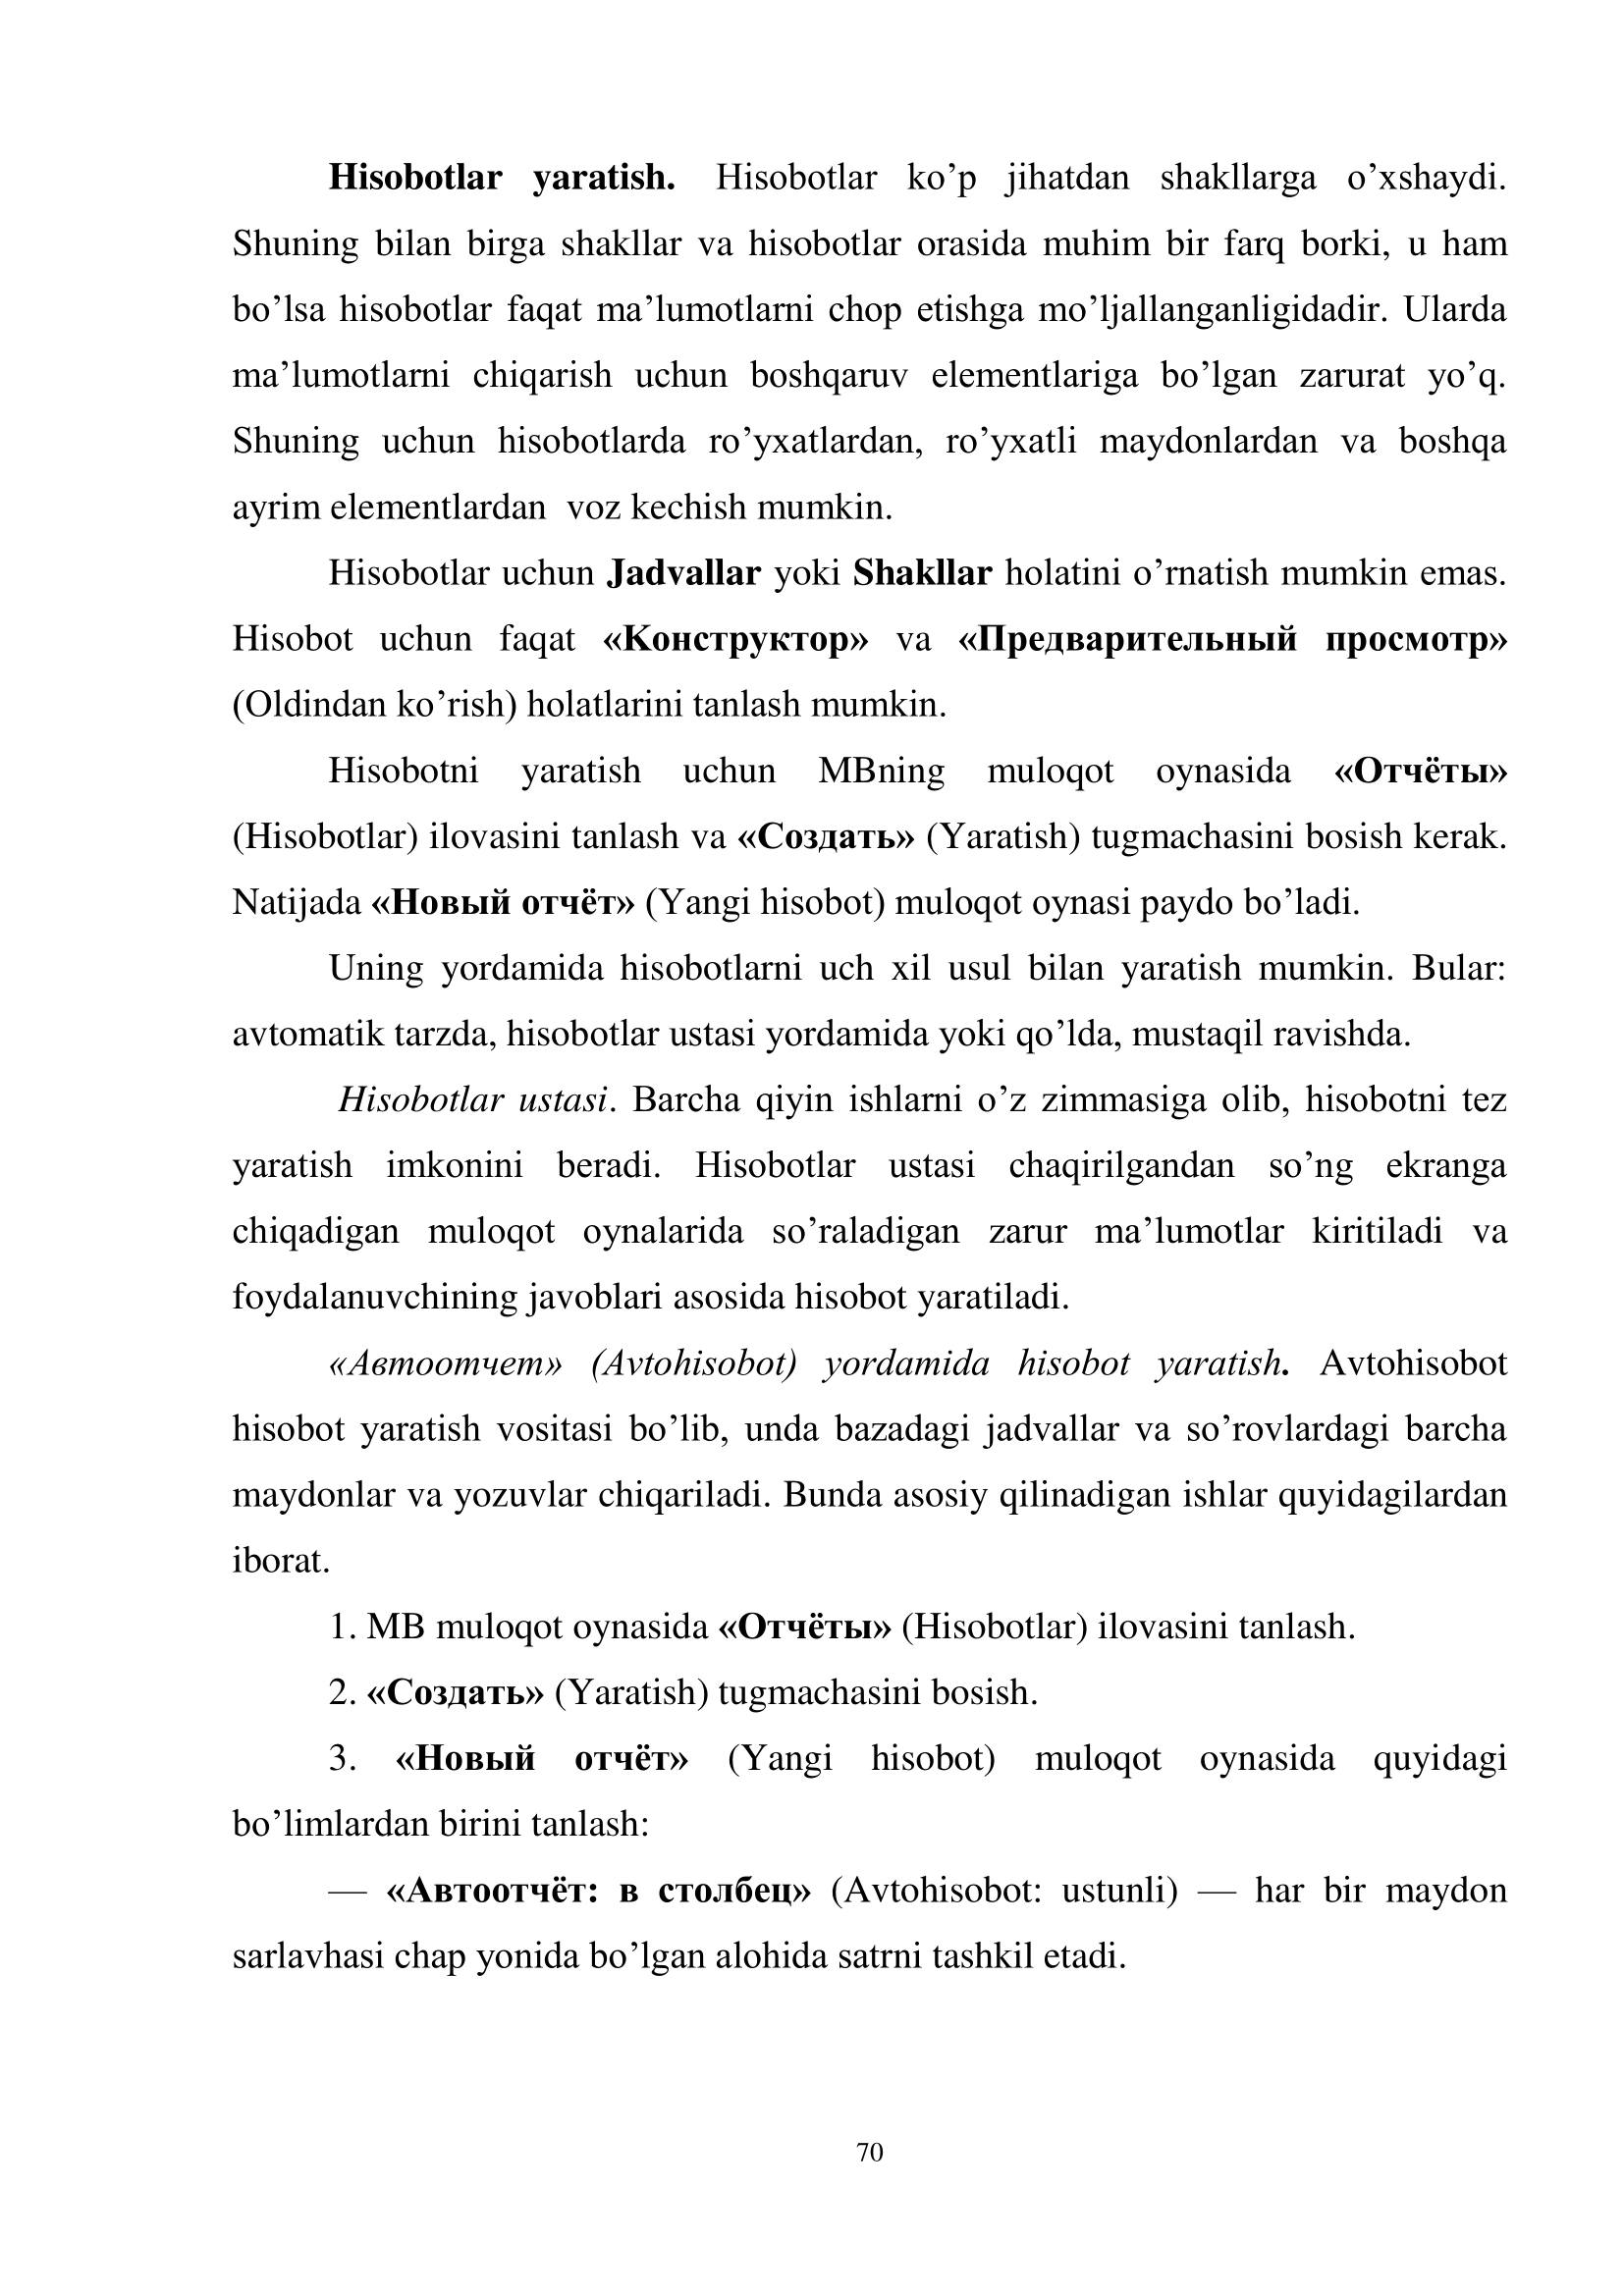 Hisobotlar yaratish. Hisobotlar ko’p jihatdan shakllarga o’xshaydi.
Shuning bilan birga shakllar va hisobotlar orasida muhim bir farq borki, u ham
bo’lsa hisobotlar faqat ma’lumotlarni chop etishga mo’ljallanganligidadir. Ularda
ma’lumotlarni chiqarish uchun boshqaruv elementlariga bo’lgan zarurat yo’q.
Shuning uchun hisobotlarda ro’yxatlardan, ro’yxatli maydonlardan va boshqa
ayrim elementlardan voz kechish mumkin.
Hisobotlar uchun Jadvallar yoki Shakllar holatini o’rnatish mumkin emas.
Hisobot uchun faqat «Конструктор» va «Предварительный просмотр»
(Oldindan ko’rish) holatlarini tanlash mumkin.
Hisobotni yaratish uchun MBning muloqot oynasida «Отчёты»
(Hisobotlar) ilovasini tanlash va «Создать» (Yaratish) tugmachasini bosish kerak.
Natijada «Новый отчёт» (Yangi hisobot) muloqot oynasi paydo bo’ladi.
Uning yordamida hisobotlarni uch xil usul bilan yaratish mumkin. Bular:
avtomatik tarzda, hisobotlar ustasi yordamida yoki qo’lda, mustaqil ravishda.
Hisobotlar ustasi. Barcha qiyin ishlarni o’z zimmasiga olib, hisobotni tez
yaratish imkonini beradi. Hisobotlar ustasi chaqirilgandan so’ng ekranga
chiqadigan muloqot oynalarida so’raladigan zarur ma’lumotlar kiritiladi va
foydalanuvchining javoblari asosida hisobot yaratiladi.
«Автоотчет» (Avtohisobot) yordamida hisobot yaratish. Avtohisobot
hisobot yaratish vositasi bo’lib, unda bazadagi jadvallar va so’rovlardagi barcha
maydonlar va yozuvlar chiqariladi. Bunda asosiy qilinadigan ishlar quyidagilardan
iborat.
1. MB muloqot oynasida «Отчёты» (Hisobotlar) ilovasini tanlash.
2. «Создать» (Yaratish) tugmachasini bosish.
3. «Новый отчёт» (Yangi hisobot) muloqot oynasida quyidagi
bo’limlardan birini tanlash:
— «Автоотчёт: в столбец» (Avtohisobot: ustunli) — har bir maydon
sarlavhasi chap yonida bo’lgan alohida satrni tashkil etadi.
70